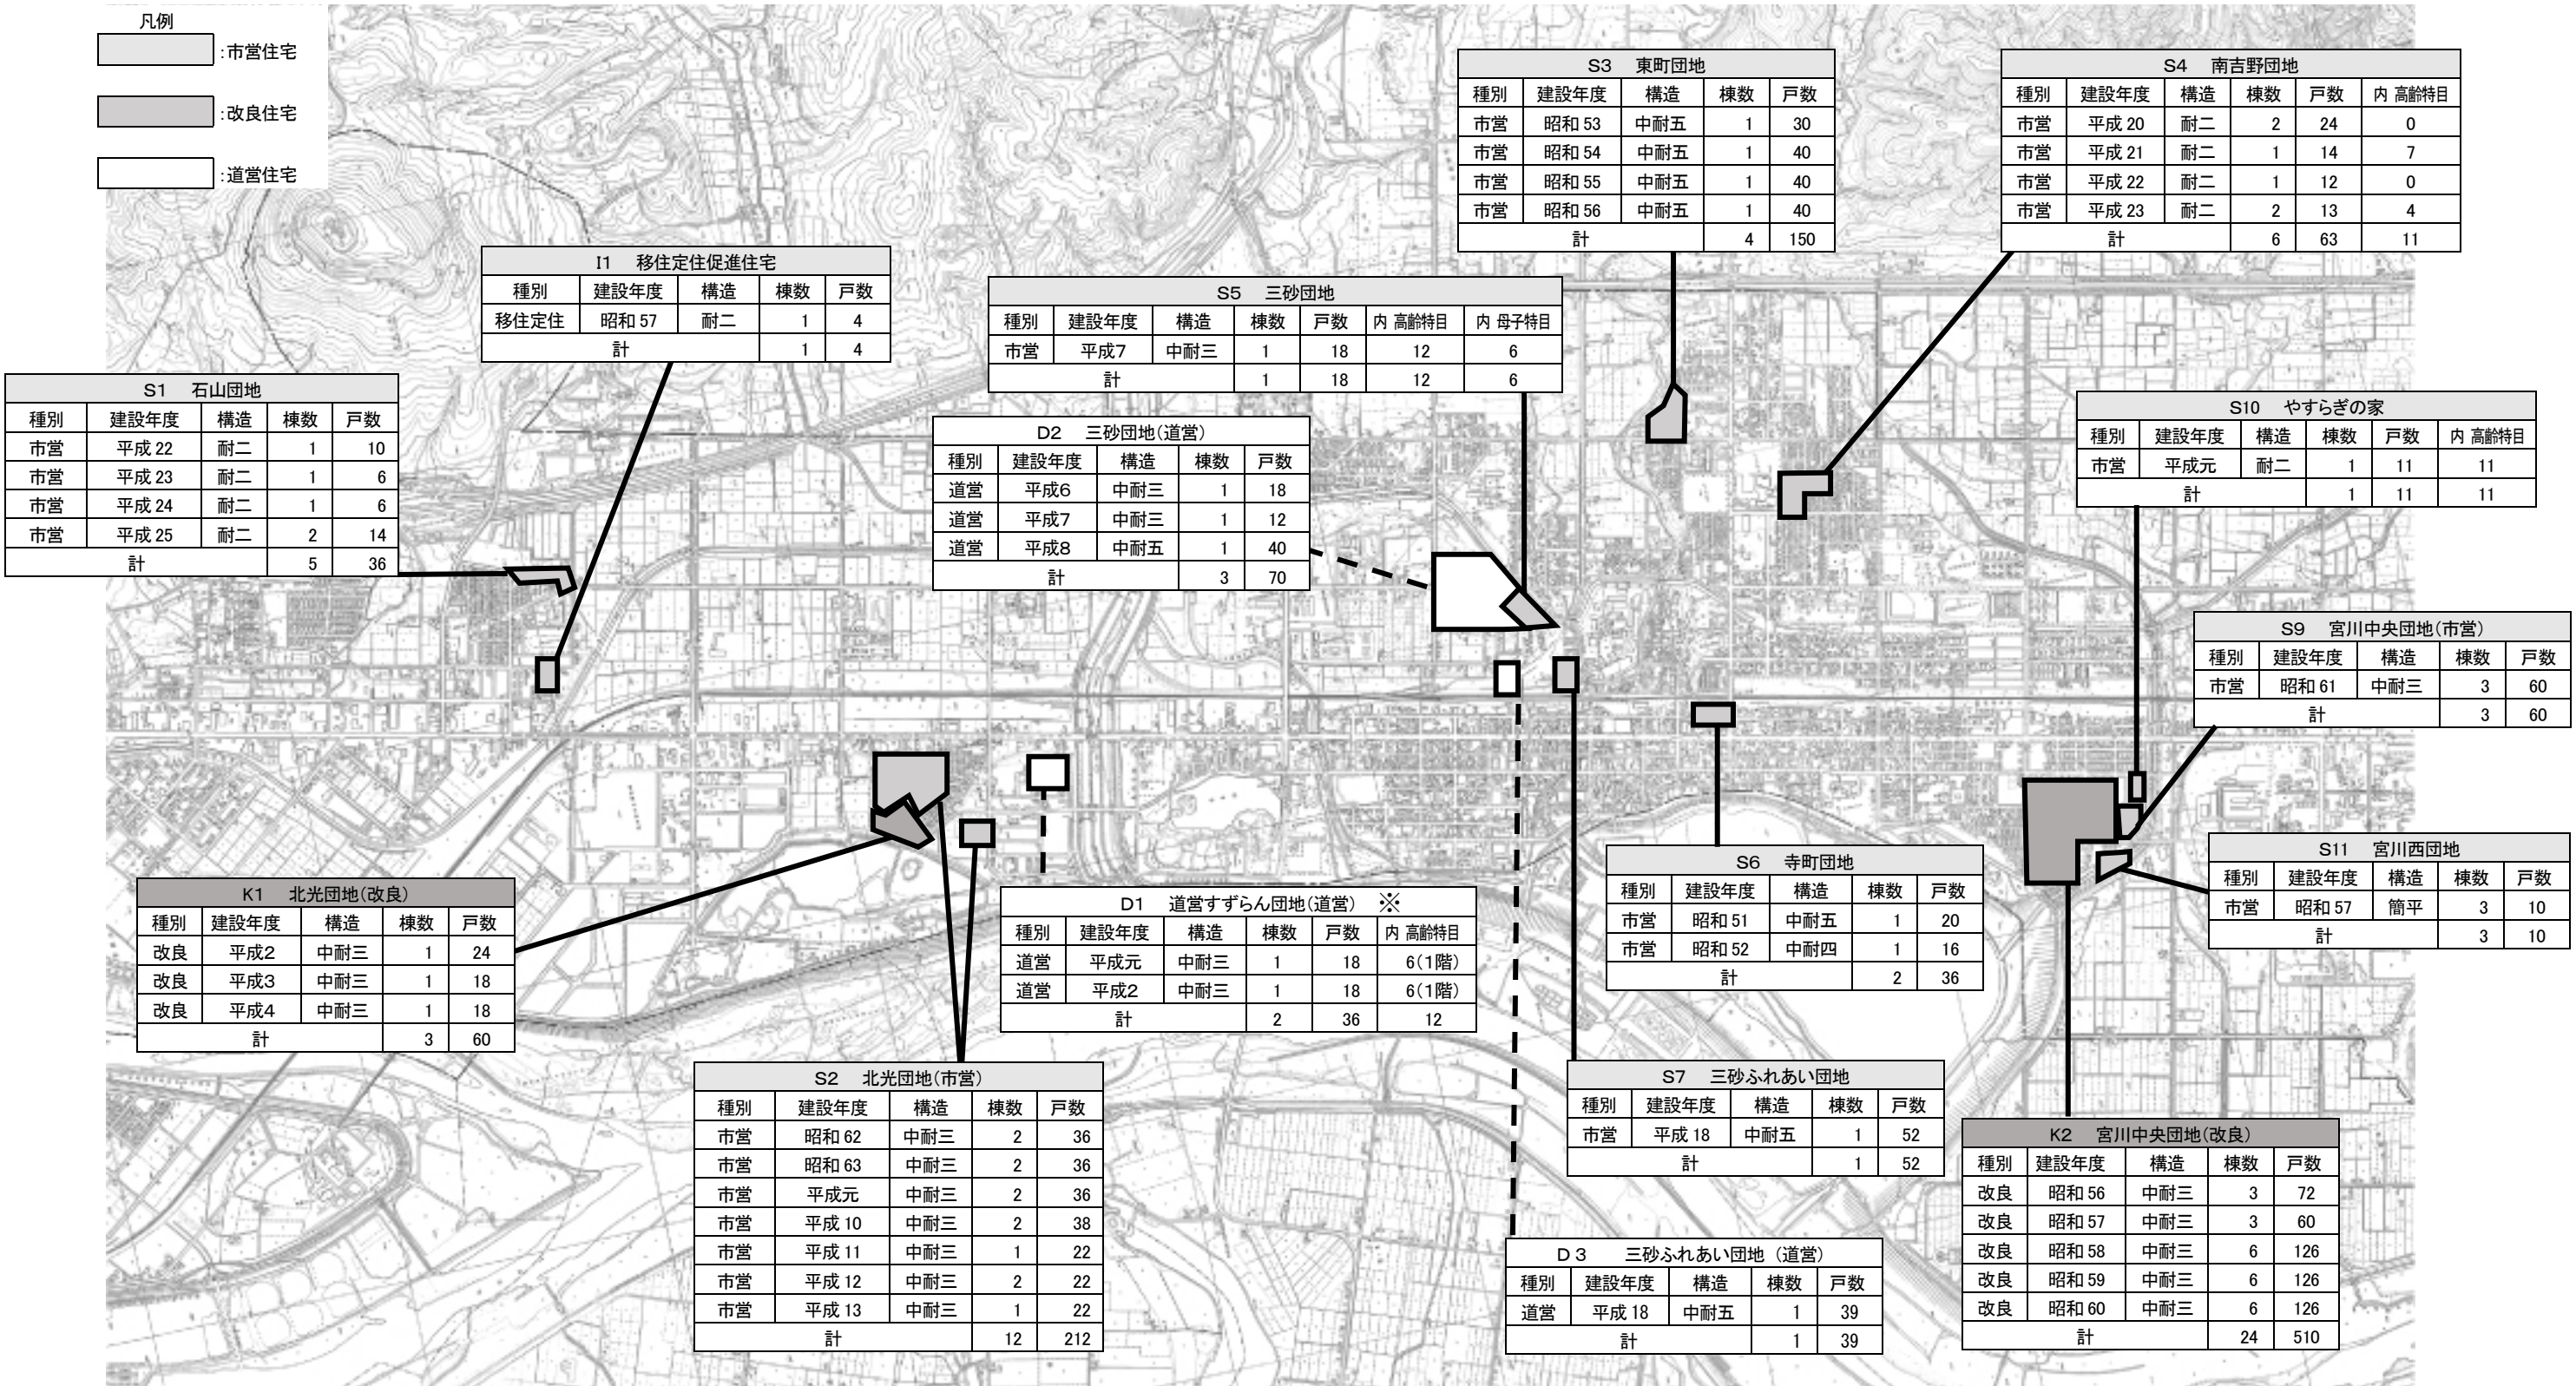 凡例
:市営住宅
:改良住宅
:道営住宅
S3 東町団地
種別 建設年度 構造 棟数 戸数
市営 昭和53 中耐五 1 30
市営 昭和54 中耐五 1 40
市営 昭和55 中耐五 1 40
市営 昭和56 中耐五 1 40
計 4 150
S4 南吉野団地
種別 建設年度 構造 棟数 戸数 内 高齢特目
市営 平成20 耐二 2 24 0
市営 平成21 耐二 1 14 7
市営 平成22 耐二 1 12 0
市営 平成23 耐二 2 13 4
計 6 63 11
I1 移住定住促進住宅
種別 建設年度 構造 棟数 戸数
移住定住 昭和57 耐二 1 4
計 1 4
S5 三砂団地
種別 建設年度 構造 棟数 戸数 内 高齢特目 内 母子特目
市営 平成7 中耐三 1 18 12 6
計 1 18 12 6
S1 石山団地
種別 建設年度 構造 棟数 戸数
市営 平成22 耐二 1 10
市営 平成23 耐二 1 6
市営 平成24 耐二 1 6
市営 平成25 耐二 2 14
計 5 36
D2 三砂団地(道営)
種別 建設年度 構造 棟数 戸数
道営 平成6 中耐三 1 18
道営 平成7 中耐三 1 12
道営 平成8 中耐五 1 40
計 3 70
S10 やすらぎの家
種別 建設年度 構造 棟数 戸数 内 高齢特目
市営 平成元 耐二 1 11 11
計 1 11 11
S9 宮川中央団地(市営)
種別 建設年度 構造 棟数 戸数
市営 昭和61 中耐三 3 60
計 3 60
S11 宮川西団地
種別 建設年度 構造 棟数 戸数
市営 昭和57 簡平 3 10
計 3 10
S6 寺町団地
種別 建設年度 構造 棟数 戸数
市営 昭和51 中耐五 1 20
市営 昭和52 中耐四 1 16
計 2 36
K1 北光団地(改良)
種別 建設年度 構造 棟数 戸数
改良 平成2 中耐三 1 24
改良 平成3 中耐三 1 18
改良 平成4 中耐三 1 18
計 3 60
D1 道営すずらん団地(道営) ※
種別 建設年度 構造 棟数 戸数 内 高齢特目
道営 平成元 中耐三 1 18 6(1階)
道営 平成2 中耐三 1 18 6(1階)
計 2 36 12
S2 北光団地(市営)
種別 建設年度 構造 棟数 戸数
市営 昭和62 中耐三 2 36
市営 昭和63 中耐三 2 36
市営 平成元 中耐三 2 36
市営 平成10 中耐三 2 38
市営 平成11 中耐三 1 22
市営 平成12 中耐三 2 22
市営 平成13 中耐三 1 22
計 12 212
S7 三砂ふれあい団地
種別 建設年度 構造 棟数 戸数
市営 平成18 中耐五 1 52
計 1 52
K2 宮川中央団地(改良)
種別 建設年度 構造 棟数 戸数
改良 昭和56 中耐三 3 72
改良 昭和57 中耐三 3 60
改良 昭和58 中耐三 6 126
改良 昭和59 中耐三 6 126
改良 昭和60 中耐三 6 126
計 24 510
D3 三砂ふれあい団地(道営)
種別 建設年度 構造 棟数 戸数
道営 平成18 中耐五 1 39
計 1 39